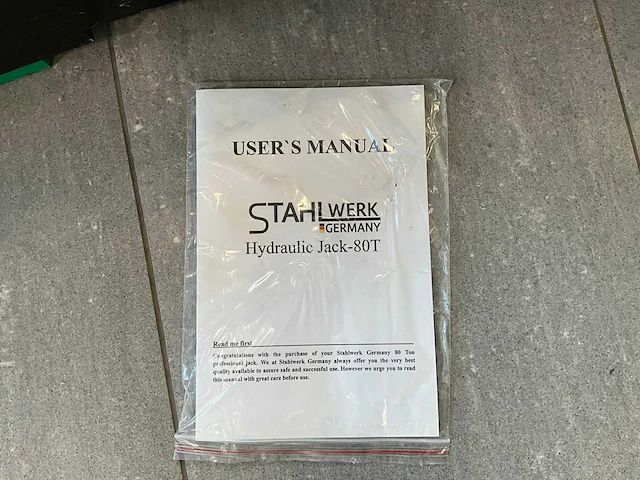 USER`S MANUAL
STAHLWERK
GERMANY
Hydraulic Jack-80T
Read me first
Congratulations with the purchase of your Stahlwerk Germany 80 Ton
professional jack. We at Stahlwerk Germany always offer you the very best
quality available to assure safe and successful use. However we urge you to read
this manual with great care before use.